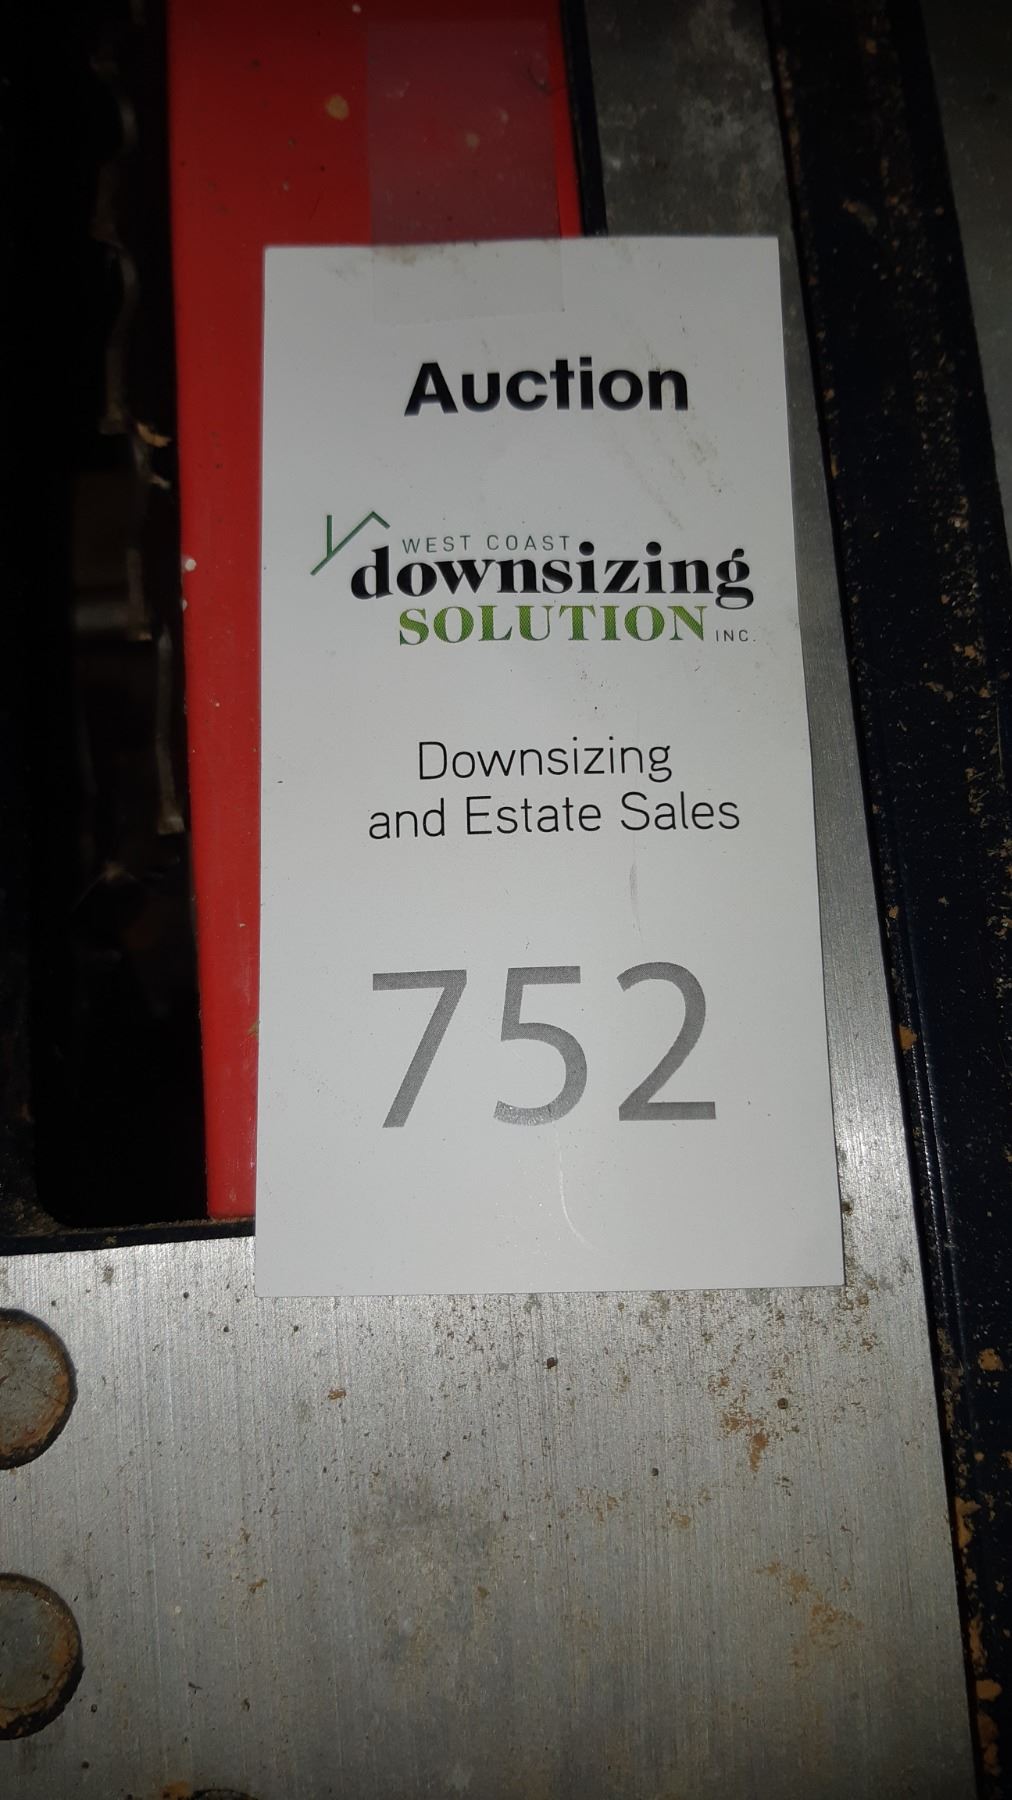 Auction
WEST COAST
downsizing
SOLUTION INC.
Downsizing
and Estate Sales
752